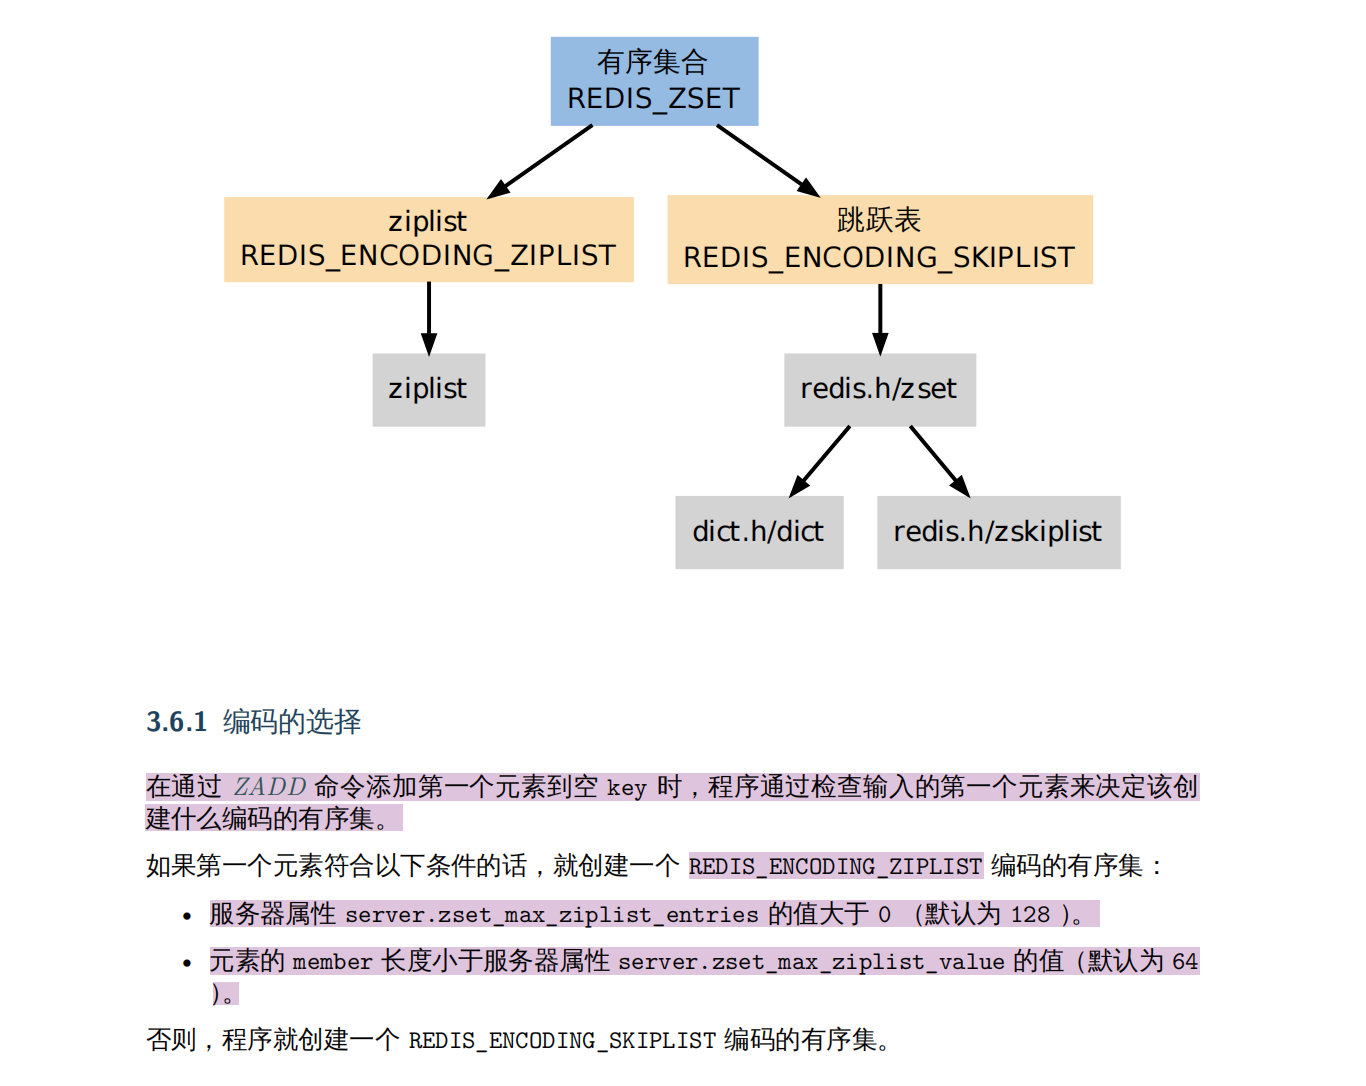 有序集合
REDIS_ZSET
ziplist
REDIS_ENCODING_ZIPLIST
跳跃表
REDIS_ENCODING_SKIPLIST
ziplist
redis.h/zset
dict.h/dict
redis.h/zskiplist
3.6.1 编码的选择
在通过 ZADD 命令添加第一个元素到空 key 时，程序通过检查输入的第一个元素来决定该创
建什么编码的有序集。
如果第一个元素符合以下条件的话，就创建一个 REDIS_ENCODING_ZIPLIST 编码的有序集：
• 服务器属性 server.zset_max_ziplist_entries 的值大于 0 （默认为 128 )。
• 元素的 member 长度小于服务器属性 server.zset_max_ziplist_value 的值（默认为 64
)。
否则，程序就创建一个 REDIS_ENCODING_SKIPLIST 编码的有序集。